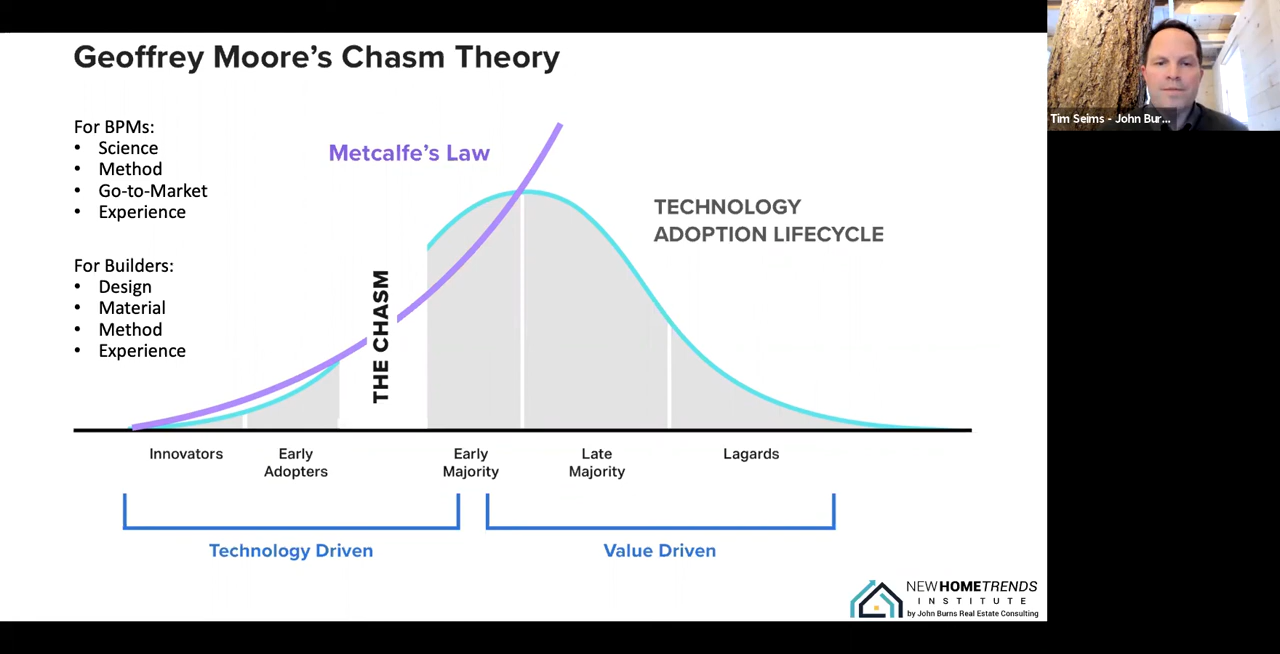 Geoffrey Moore’s Chasm Theory
Tim Seims - John Bur...
For BPMs:
• Science
• Method
• Go-to-Market
• Experience
For Builders:
• Design
• Material
• Method
• Experience
Metcalfe’s Law
TECHNOLOGY
ADOPTION LIFECYCLE
THE CHASM
Innovators
Early
Adopters
Early
Majority
Late
Majority
Lagards
Technology Driven
Value Driven
NEWHOMETRENDS
INSTITUTE
by John Burns Real Estate Consulting